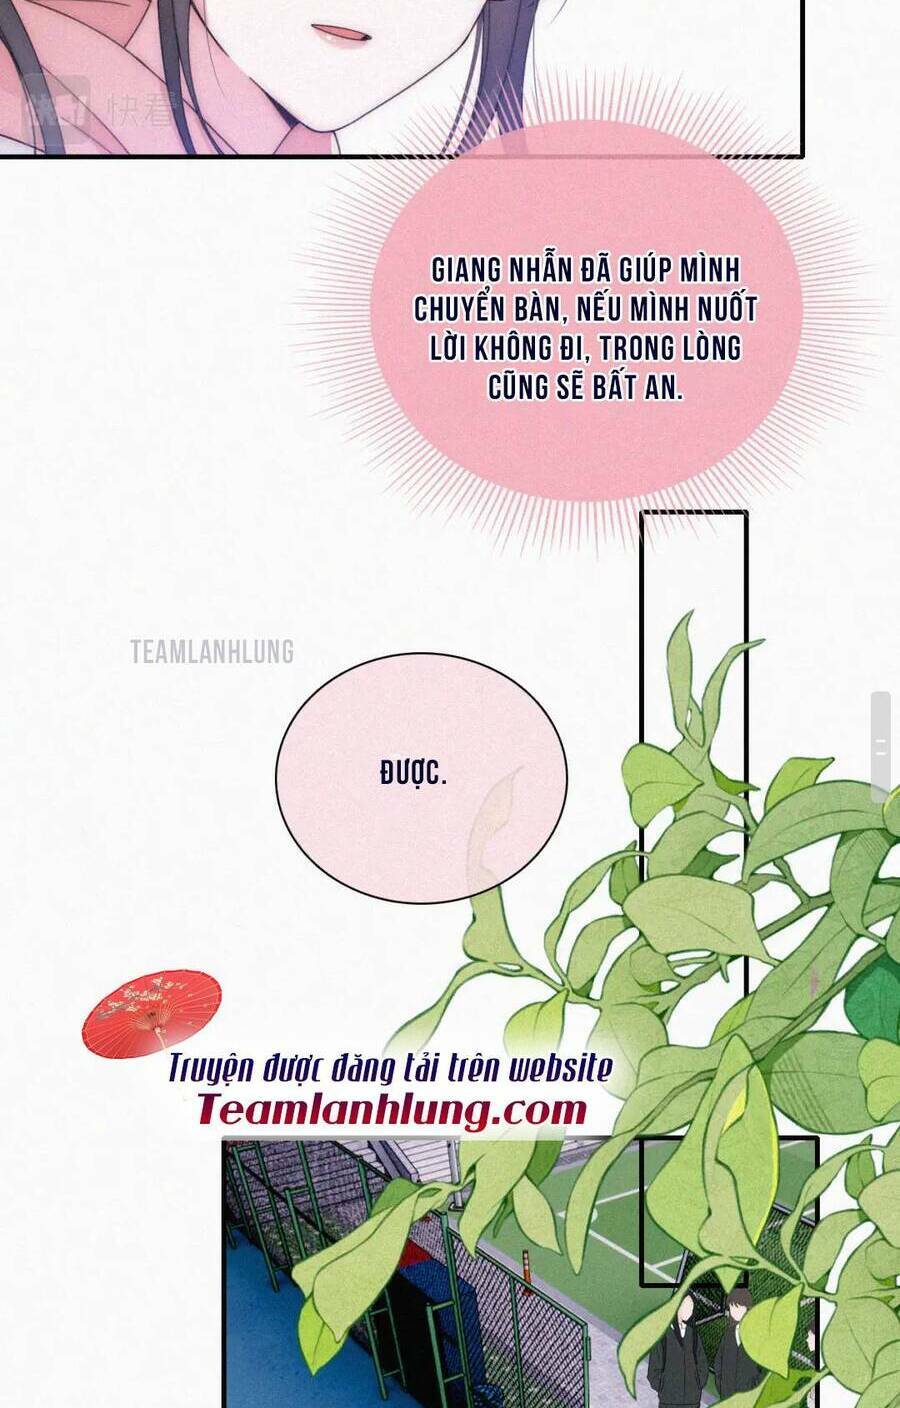 快看
GIANG NHẪN ĐÃ GIÚP MÌNH
CHUYỂN BÀN, NẾU MÌNH NUỐT
LỜI KHÔNG ĐI, TRONG LÒNG
CŨNG SẼ BẤT AN.
TEAMLANHLUNG
ĐƯỢC.
Truyện được đăng tải trên website
Teamlanhlung.com